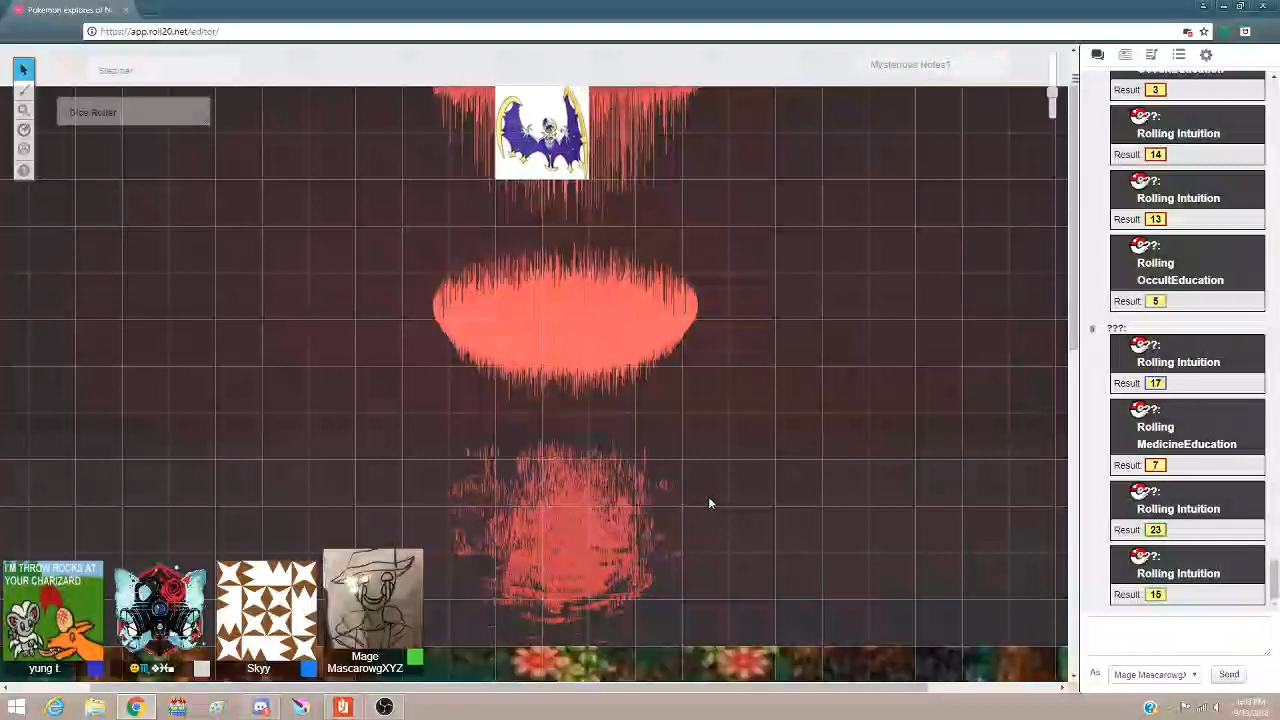 Pokemon explores of N
https://app.roll20.net/editor/
Mysterious Notes?
Dice Roller
Result: 3
??:
Rolling Intuition
Result: 14
??:
Rolling Intuition
Result: 13
??:
Rolling
OccultEducation
Result: 5
???:
??:
Rolling Intuition
Result: 17
??:
Rolling
MedicineEducation
Result: 7
??:
Rolling Intuition
Result: 23
??:
Rolling Intuition
Result: 15
I'M THROW ROCKS AT
YOUR CHARIZARD
yung t.
Skyy
Mage
MascarowgXYZ
As
Mage Mascarowg
Send